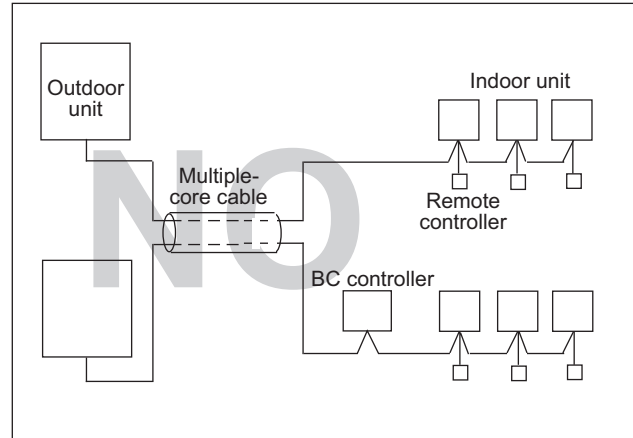 Outdoor
unit
Indoor unit
NO
Multiple-
core cable
Remote
controller
BC controller